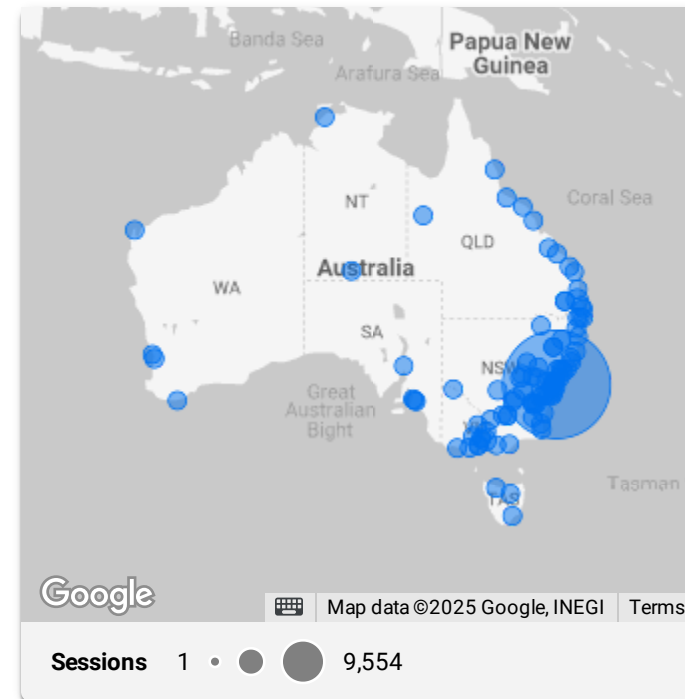 Banda Sea
Papua New
Guinea
Arafura Sea
Coral Sea
NT
QLD
Australia
WA
SA
NSW
Great
Australian
Bight
TAS
Tasman
Google
Map data ©2025 Google, INEGI
Terms
Sessions 1 9,554